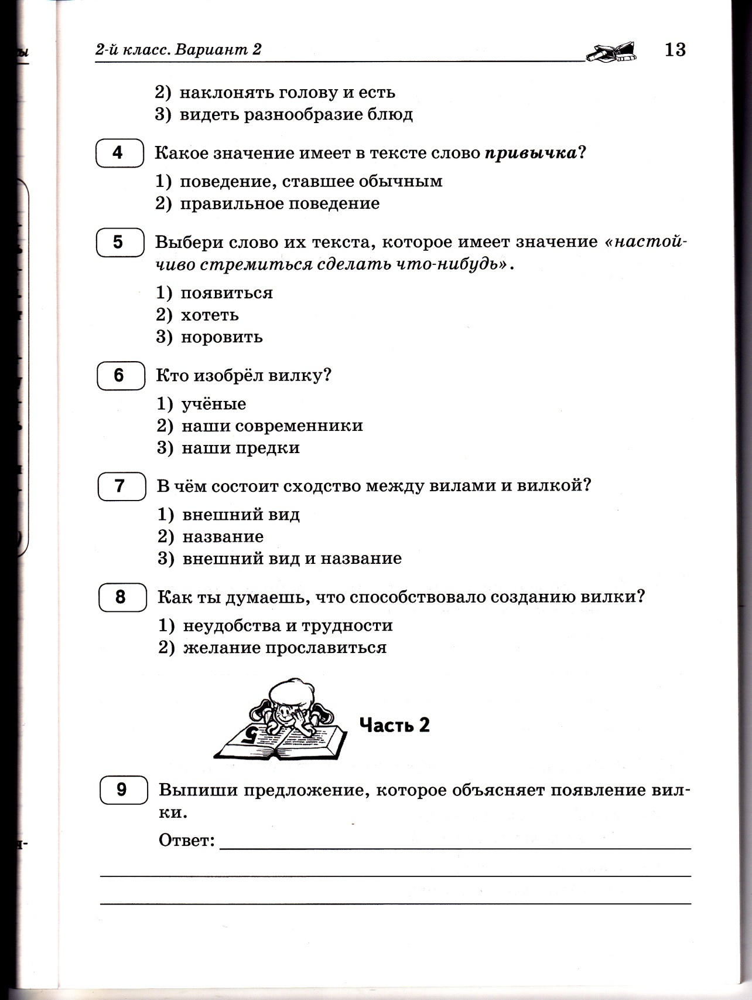 2-й класс. Вариант 2 13
2) наклонять голову и есть
3) видеть разнообразие блюд
4 Какое значение имеет в тексте слово привычка?
1) поведение, ставшее обычным
2) правильное поведение
5 Выбери слово их текста, которое имеет значение «настой-
чиво стремиться сделать что-нибудь».
1) появиться
2) хотеть
3) норовить
6 Кто изобрёл вилку?
1) учёные
2) наши современники
3) наши предки
7 В чём состоит сходство между вилами и вилкой?
1) внешний вид
2) название
3) внешний вид и название
8 Как ты думаешь, что способствовало созданию вилки?
1) неудобства и трудности
2) желание прославиться
5
Часть 2
9 Выпиши предложение, которое объясняет появление вил-
ки.
Ответ: